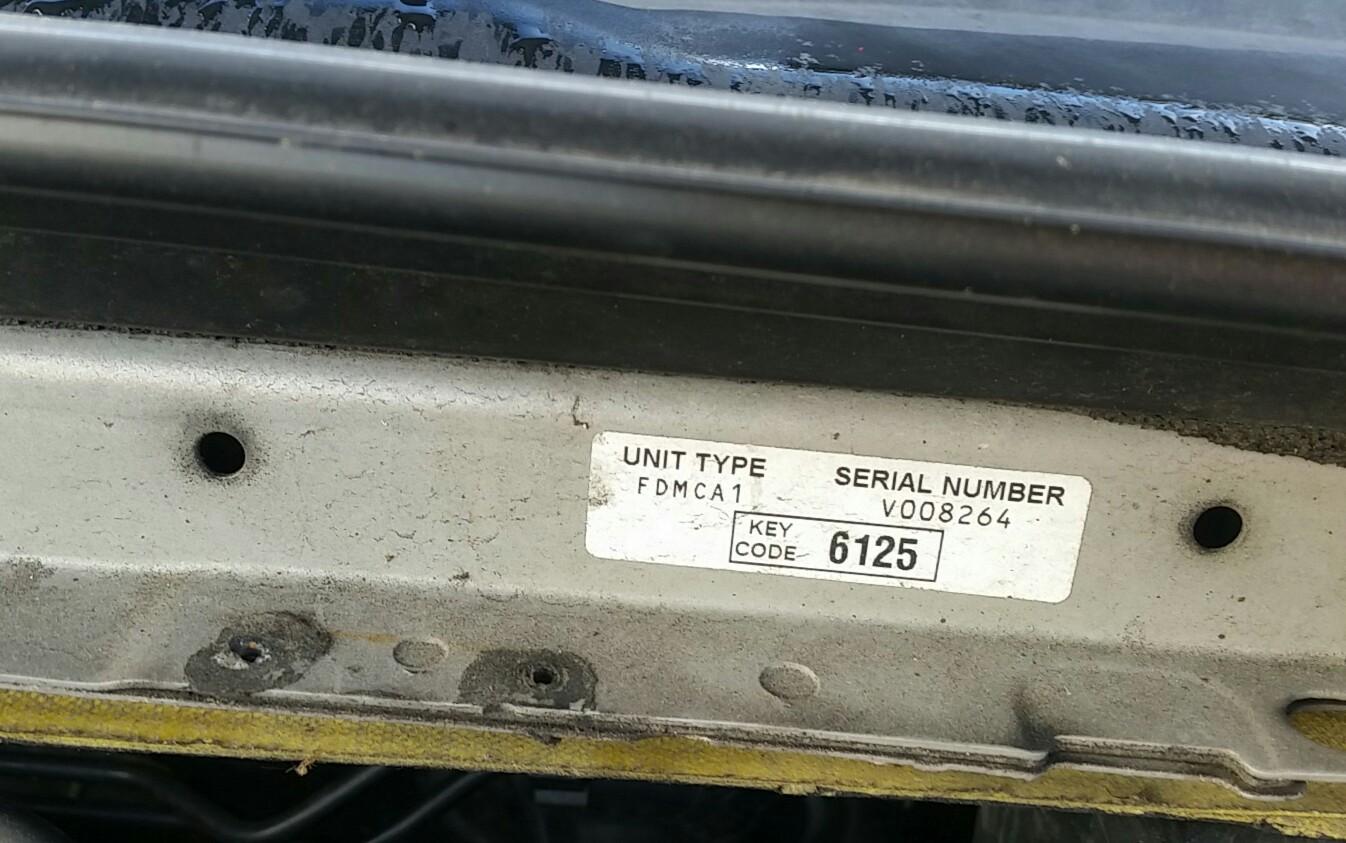 UNIT TYPE SERIAL NUMBER
FDMCA1 V008264
KEY
CODE 6125